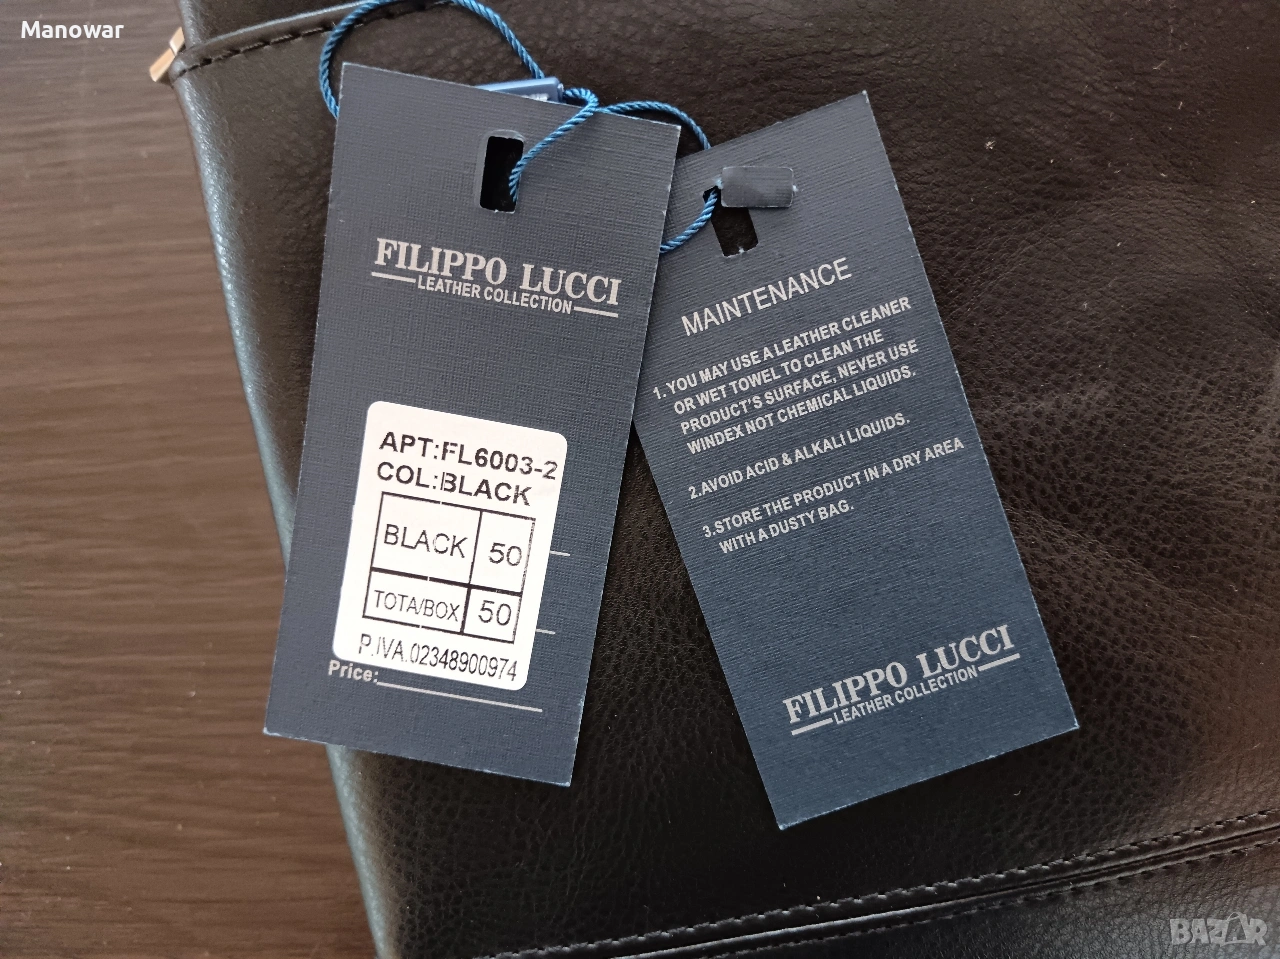 Manowar
FILIPPO LUCCI
LEATHER COLLECTION
APT:FL6003-2
COL:BLACK
BLACK 50
TOTA/BOX 50
P.IVA.02348900974
Price:
MAINTENANCE
1. YOU MAY USE A LEATHER CLEANER
OR WET TOWEL TO CLEAN THE
PRODUCT'S SURFACE, NEVER USE
WINDEX NOT CHEMICAL LIQUIDS.
2.AVOID ACID & ALKALI LIQUIDS.
3.STORE THE PRODUCT IN A DRY AREA
WITH A DUSTY BAG.
FILIPPO LUCCI
LEATHER COLLECTION
BAZAR